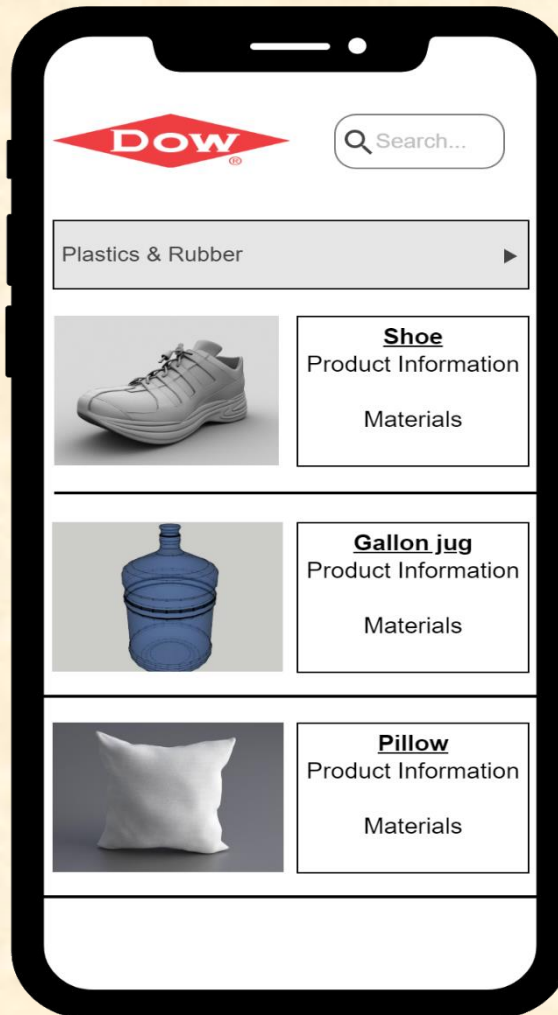 Dow
®
Search...
Plastics & Rubber
Shoe
Product Information
Materials
Gallon jug
Product Information
Materials
Pillow
Product Information
Materials